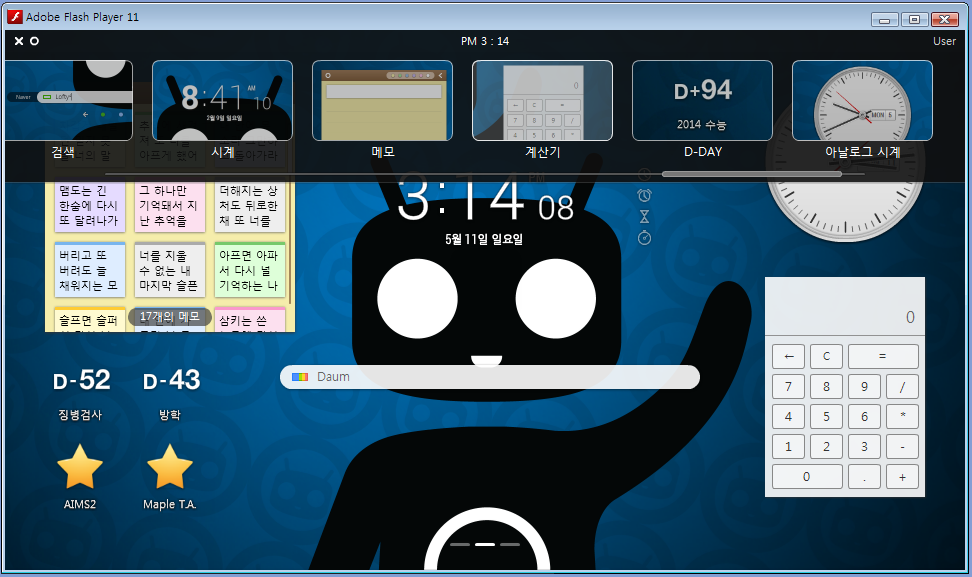 Adobe Flash Player 11
PM 3 : 14
User
Naver
Lofty
8:41 AM 10
2월 9일 일요일
0
← C =
7 8 9 /
4 5 6 *
D+94
2014 수능
MON 5
검색
시계
메모
계산기
D-DAY
아날로그 시계
맴도는 긴
한숨에 다시
또 달려나가
그 하나만
기억돼서 지
난 추억을
더해지는 상
처도 뒤로한
채 또 너를
버리고 또
버려도 늘
채워지는 모
너를 지울
수 없는 내
마지막 슬픈
아프면 아파
서 다시 널
기억하는 나
슬프면 슬퍼
삼키는 쓴
17개의 메모
3:14 PM 08
5월 11일 일요일
0
← C =
7 8 9 /
4 5 6 *
1 2 3 -
0 . +
Daum
D-52
징병검사
D-43
방학
AIMS2
Maple T.A.